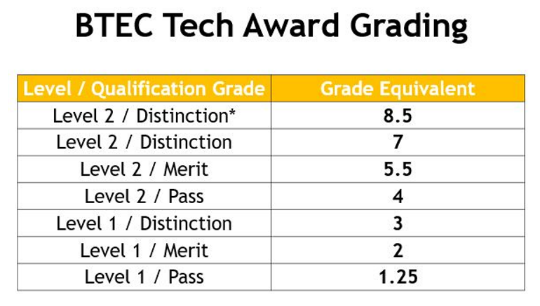 BTEC Tech Award Grading
Level / Qualification Grade Grade Equivalent
Level 2 / Distinction* 8.5
Level 2 / Distinction 7
Level 2 / Merit 5.5
Level 2 / Pass 4
Level 1 / Distinction 3
Level 1 / Merit 2
Level 1 / Pass 1.25